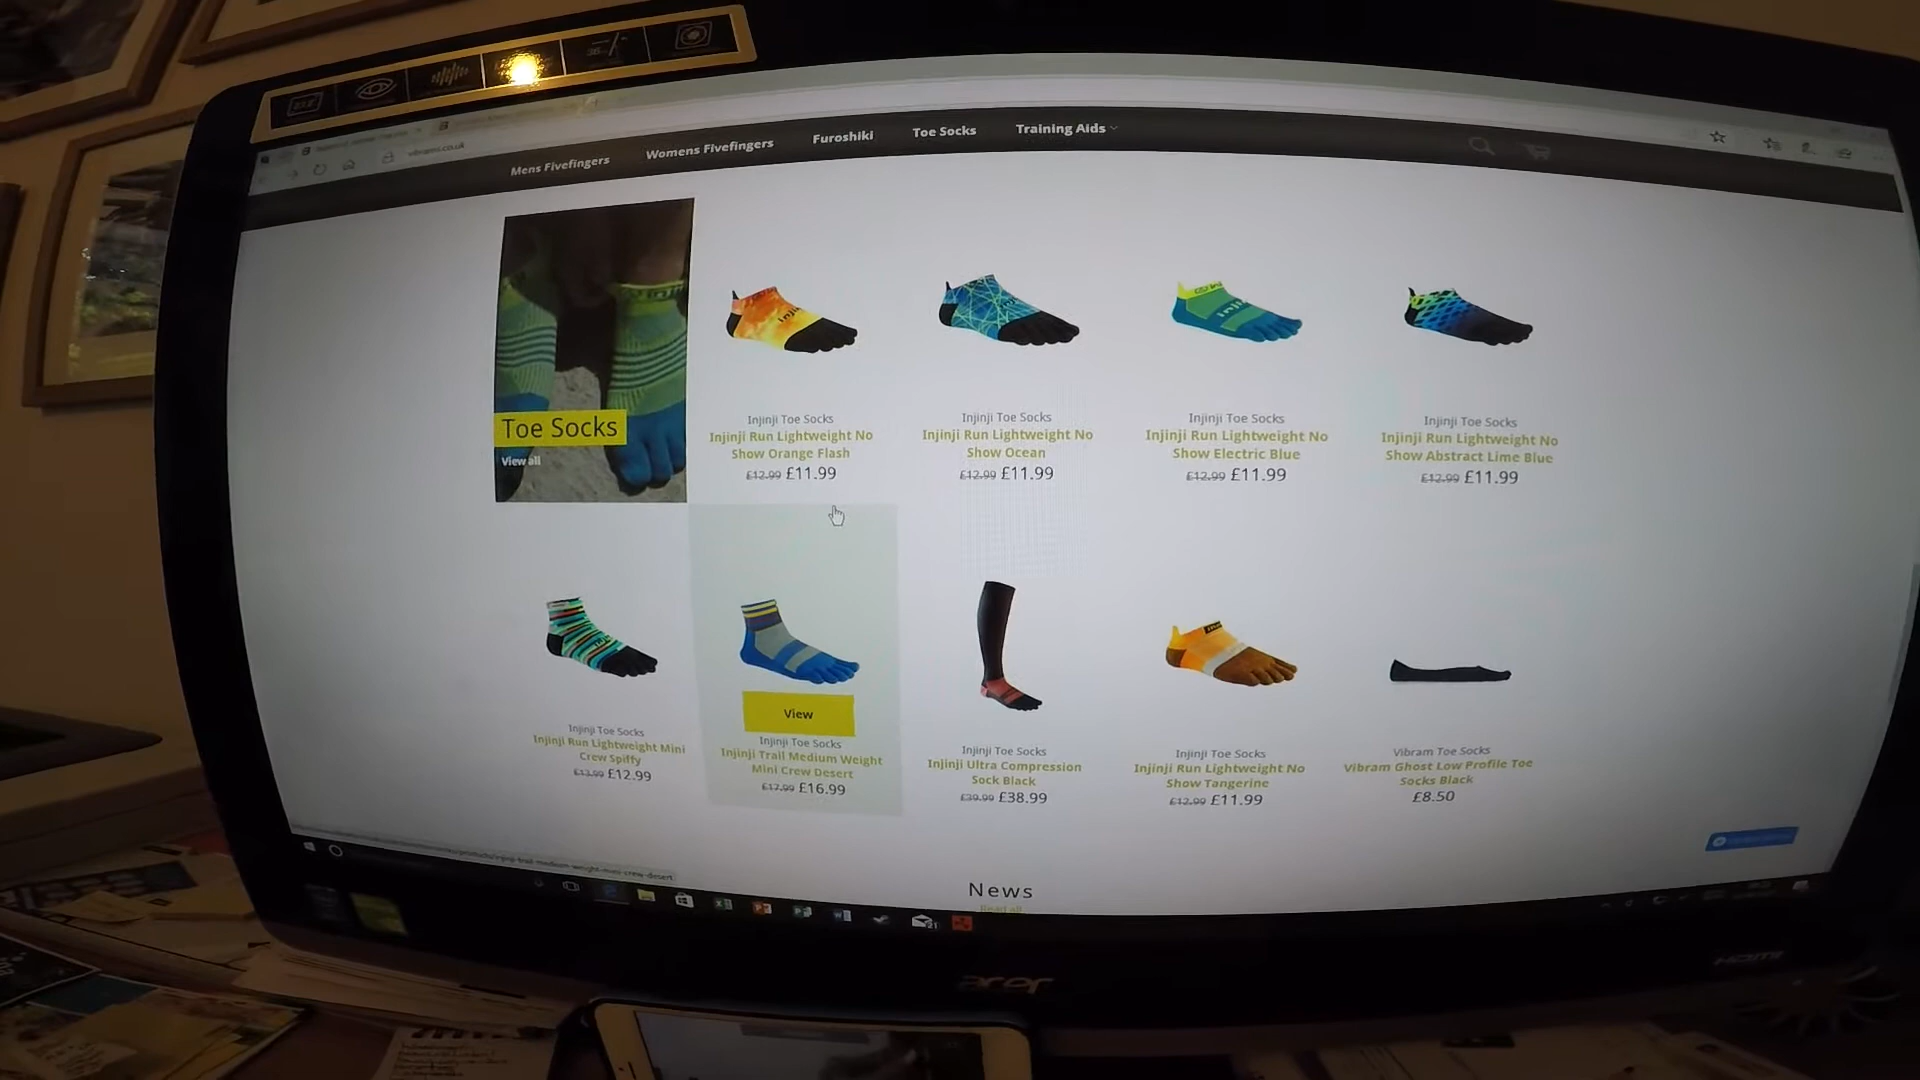 Mens Fivefingers
Womens Fivefingers
Furoshiki
Toe Socks
Training Aids
Toe Socks
View all
Injinji Toe Socks
Injinji Run Lightweight No
Show Orange Flash
£12.99 £11.99
Injinji Toe Socks
Injinji Run Lightweight No
Show Ocean
£12.99 £11.99
Injinji Toe Socks
Injinji Run Lightweight No
Show Electric Blue
£12.99 £11.99
Injinji Toe Socks
Injinji Run Lightweight No
Show Abstract Lime Blue
£12.99 £11.99
Injinji Toe Socks
Injinji Run Lightweight Mini
Crew Spiffy
£13.99 £12.99
View
Injinji Toe Socks
Injinji Trail Medium Weight
Mini Crew Desert
£17.99 £16.99
Injinji Toe Socks
Injinji Ultra Compression
Sock Black
£39.99 £38.99
Injinji Toe Socks
Injinji Run Lightweight No
Show Tangerine
£12.99 £11.99
Vibram Toe Socks
Vibram Ghost Low Profile Toe
Socks Black
£8.50
News
Read all
21
acer
HDMI